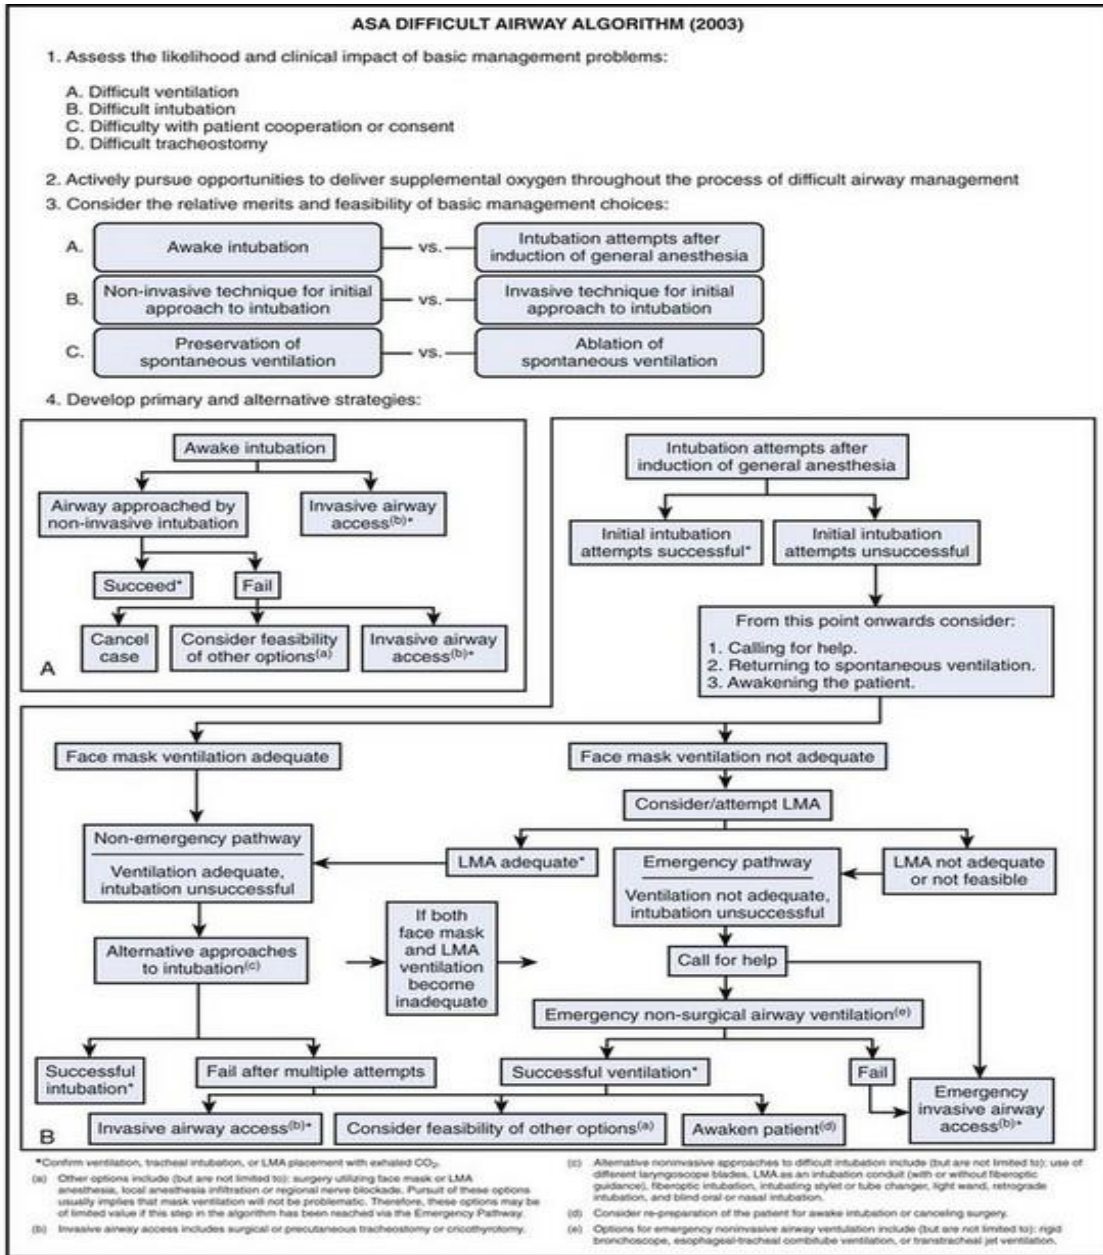 ASA DIFFICULT AIRWAY ALGORITHM (2003)
1. Assess the likelihood and clinical impact of basic management problems:
A. Difficult ventilation
B. Difficult intubation
C. Difficulty with patient cooperation or consent
D. Difficult tracheostomy
2. Actively pursue opportunities to deliver supplemental oxygen throughout the process of difficult airway management
3. Consider the relative merits and feasibility of basic management choices:
A.
Awake intubation
vs.
Intubation attempts after
induction of general anesthesia
B.
Non-invasive technique for initial
approach to intubation
vs.
Invasive technique for initial
approach to intubation
C.
Preservation of
spontaneous ventilation
vs.
Ablation of
spontaneous ventilation
4. Develop primary and alternative strategies:
Awake intubation
Airway approached by
non-invasive intubation
Invasive airway
access(b)*
Succeed*
Fail
Cancel
case
Consider feasibility
of other options(a)
Invasive airway
access(b)*
A
Intubation attempts after
induction of general anesthesia
Initial intubation
attempts successful*
Initial intubation
attempts unsuccessful
From this point onwards consider:
1. Calling for help.
2. Returning to spontaneous ventilation.
3. Awakening the patient.
Face mask ventilation adequate
Face mask ventilation not adequate
Consider/attempt LMA
Non-emergency pathway
Ventilation adequate,
intubation unsuccessful
LMA adequate*
Emergency pathway
Ventilation not adequate,
intubation unsuccessful
LMA not adequate
or not feasible
Alternative approaches
to intubation(c)
If both
face mask
and LMA
ventilation
become
inadequate
Call for help
Emergency non-surgical airway ventilation(e)
Successful
intubation*
Fail after multiple attempts
Successful ventilation*
Fail
Emergency
invasive airway
access(b)*
Invasive airway access(b)*
Consider feasibility of other options(a)
Awaken patient(d)
B
*Confirm ventilation, tracheal intubation, or LMA placement with exhaled CO2.
(a) Other options include (but are not limited to): surgery utilizing face mask or LMA
anesthesia, local anesthesia infiltration or regional nerve blockade. Pursuit of these options
usually implies that mask ventilation will not be problematic. Therefore, these options may be
of limited value if this step in the algorithm has been reached via the Emergency Pathway.
(b) Invasive airway access includes surgical or precutaneous tracheostomy or cricothyrotomy.
(c) Alternative noninvasive approaches to difficult intubation include (but are not limited to): use of
different laryngoscope blades, LMA as an intubation conduit (with or without fiberoptic
guidance), fiberoptic intubation, intubating stylet or tube changer, light wand, retrograde
intubation, and blind oral or nasal intubation.
(d) Consider re-preparation of the patient for awake intubation or canceling surgery.
(e) Options for emergency noninvasive airway ventulation include (but are not limited to): rigid
bronchoscope, esophageal-tracheal combitube ventilation, or transtracheal jet ventilation.